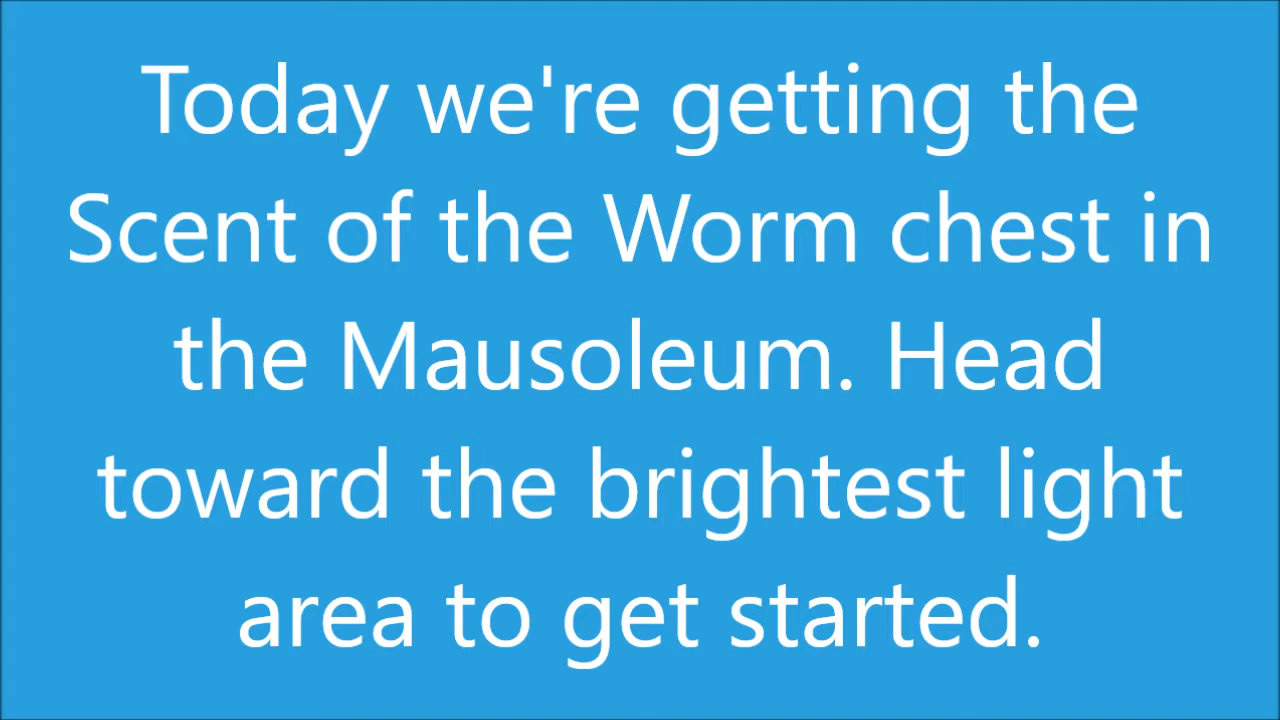 Today we're getting the
Scent of the Worm chest in
the Mausoleum. Head
toward the brightest light
area to get started.